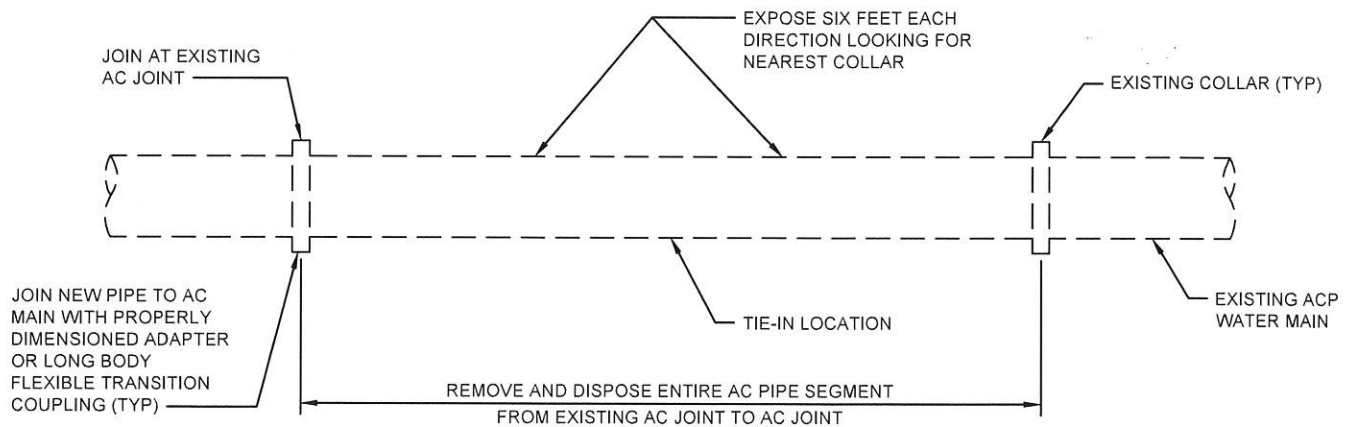 EXPOSE SIX FEET EACH
DIRECTION LOOKING FOR
NEAREST COLLAR
JOIN AT EXISTING
AC JOINT
EXISTING COLLAR (TYP)
JOIN NEW PIPE TO AC
MAIN WITH PROPERLY
DIMENSIONED ADAPTER
OR LONG BODY
FLEXIBLE TRANSITION
COUPLING (TYP)
TIE-IN LOCATION
EXISTING ACP
WATER MAIN
REMOVE AND DISPOSE ENTIRE AC PIPE SEGMENT
FROM EXISTING AC JOINT TO AC JOINT